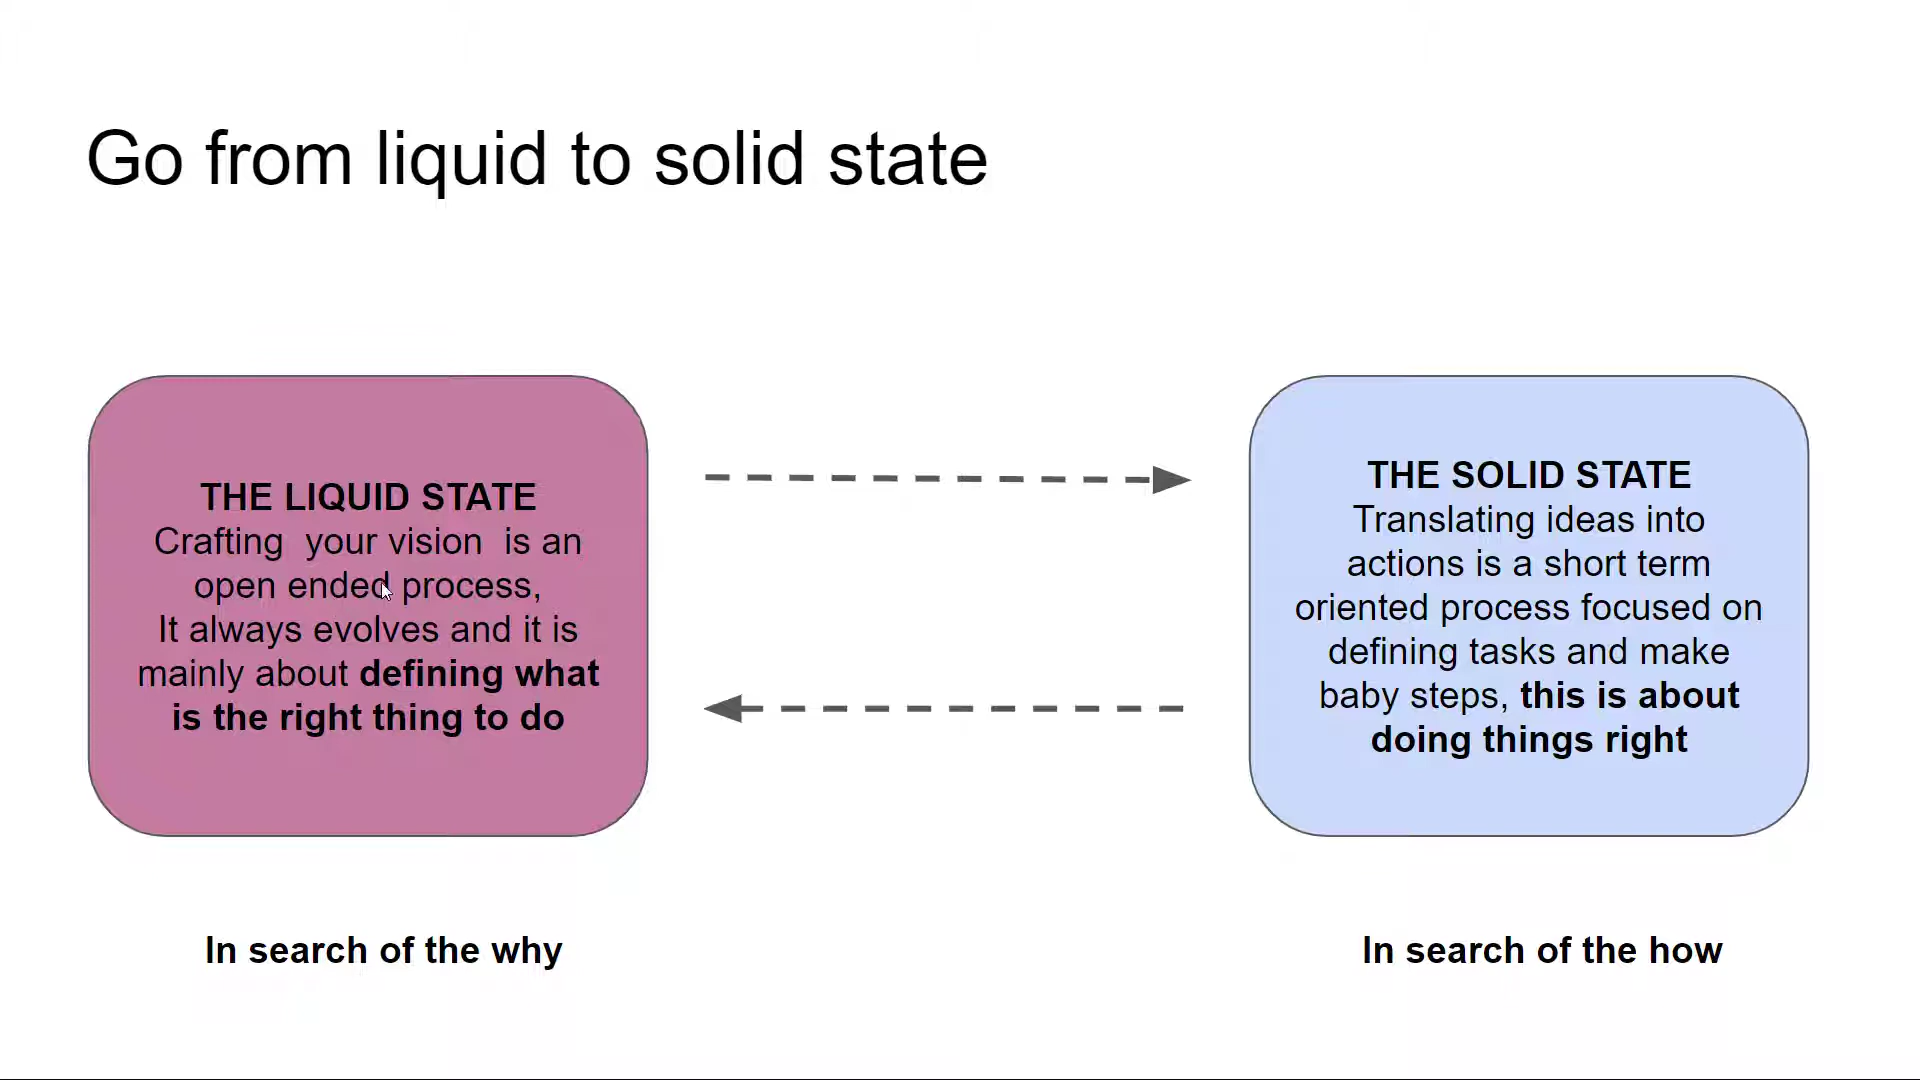 Go from liquid to solid state
THE LIQUID STATE
Crafting  your vision  is an
open ended process,
It always evolves and it is
mainly about defining what
is the right thing to do
THE SOLID STATE
Translating ideas into
actions is a short term
oriented process focused on
defining tasks and make
baby steps, this is about
doing things right
In search of the why
In search of the how